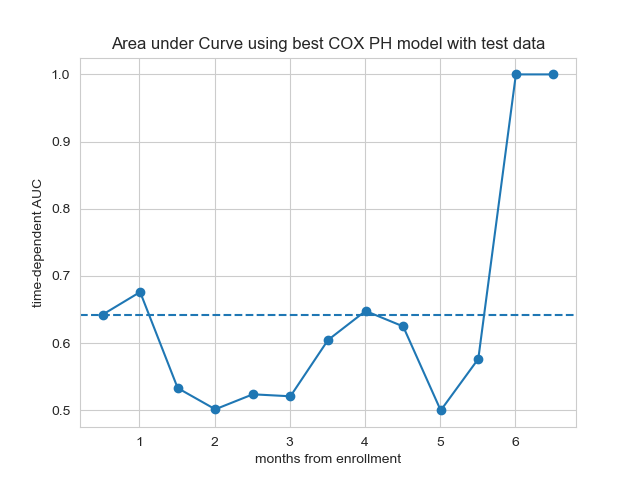 Area under Curve using best COX PH model with test data
time-dependent AUC
1.0
0.9
0.8
0.7
0.6
0.5
1 2 3 4 5 6
months from enrollment